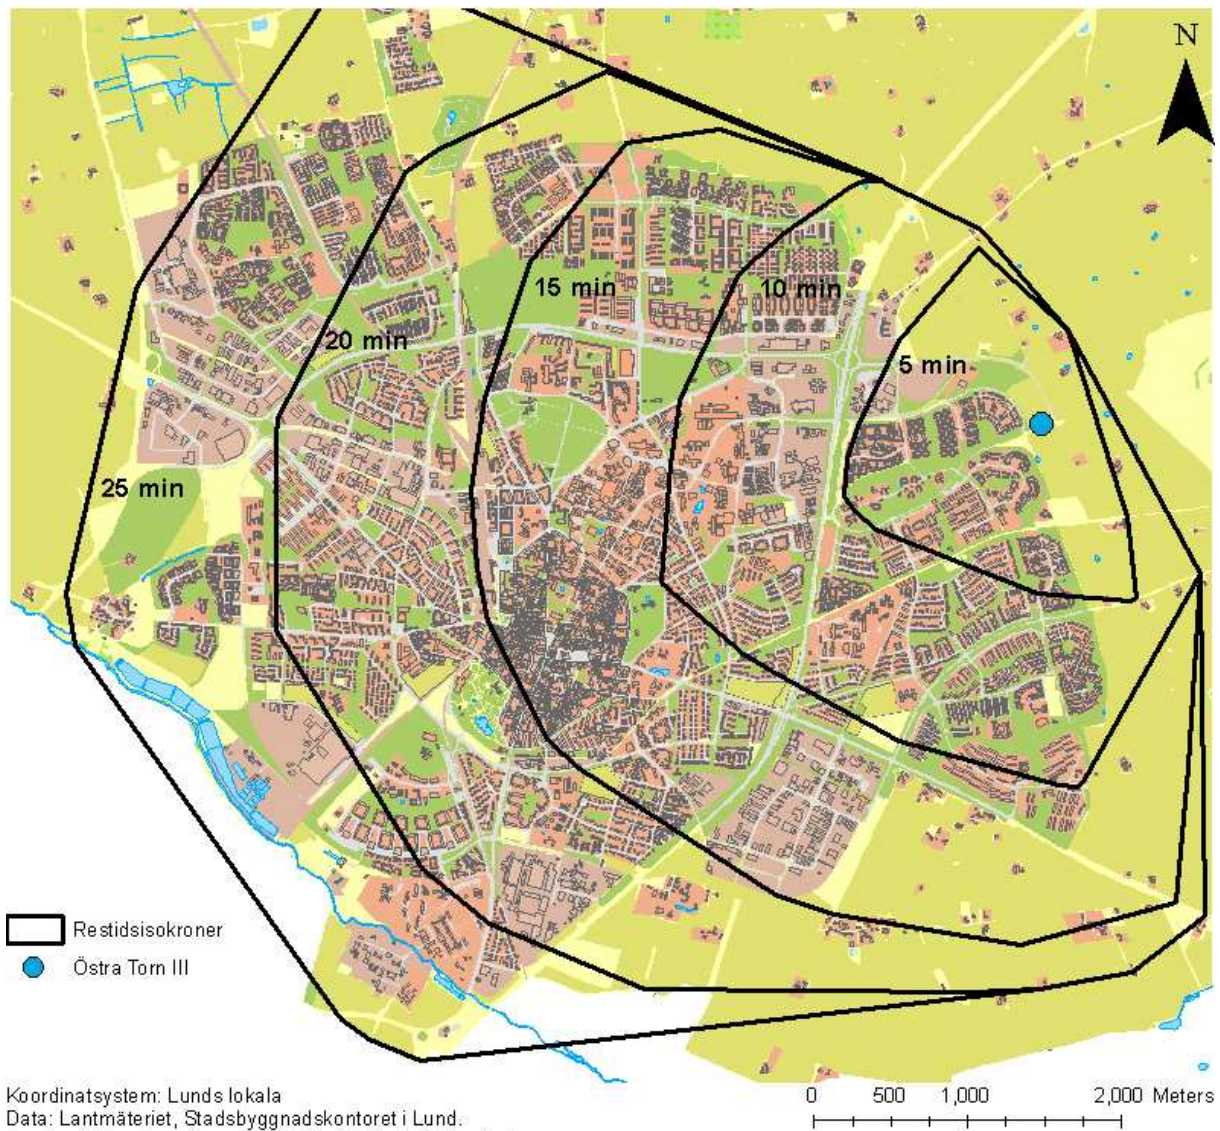 N
15 min
10 min
20 min
5 min
25 min
Restidsisokroner
Östra Torn III
Koordinatsystem: Lunds lokala
Data: Lantmäteriet, Stadsbyggnadskontoret i Lund.
0 500 1,000 2,000 Meters